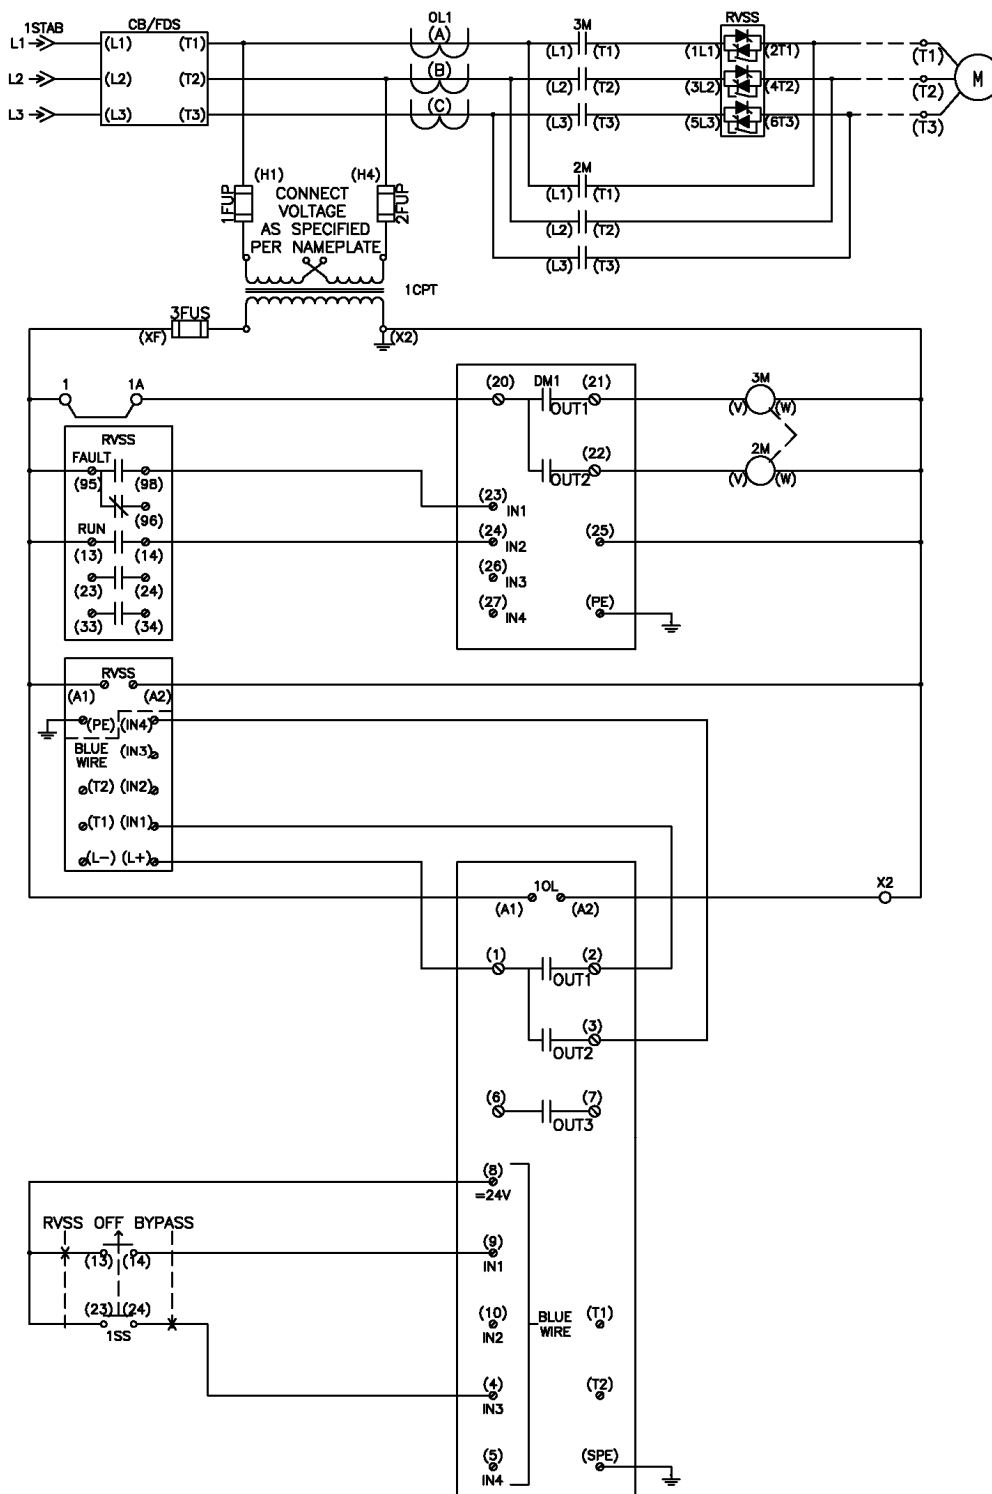 1STAB CB/FDS OL1 3M RVSS
L1 (L1) (T1) (A) (L1) (T1) (1L1) (2T1) (T1)
L2 (L2) (T2) (B) (L2) (T2) (3L2) (4T2) (T2) M
L3 (L3) (T3) (C) (L3) (T3) (5L3) (6T3) (T3)
1FUP (H1) (H4) 2FUP
CONNECT
VOLTAGE
AS SPECIFIED
PER NAMEPLATE
2M
(L1) (T1)
(L2) (T2)
(L3) (T3)
1CPT
3FUS
(XF) (X2)
1 1A (20) DM1 (21) 3M
OUT1 (V) (W)
RVSS
FAULT (22) 2M
(95) (98) OUT2 (V) (W)
(96) (23) IN1
RUN (24) (25)
(13) (14) IN2
(23) (24) (26) IN3
(33) (34) (27) IN4 (PE)
RVSS
(A1) (A2)
(PE) (IN4)
BLUE WIRE (IN3)
(T2) (IN2)
(T1) (IN1)
(L-) (L+)
1OL X2
(A1) (A2)
(1) (2)
OUT1
(3)
OUT2
(6) (7)
OUT3
(8)
=24V
RVSS OFF BYPASS (9)
(13) (14) IN1
(23) (24) (10) BLUE (T1)
1SS IN2 WIRE
(4) (T2)
IN3
(5) (SPE)
IN4